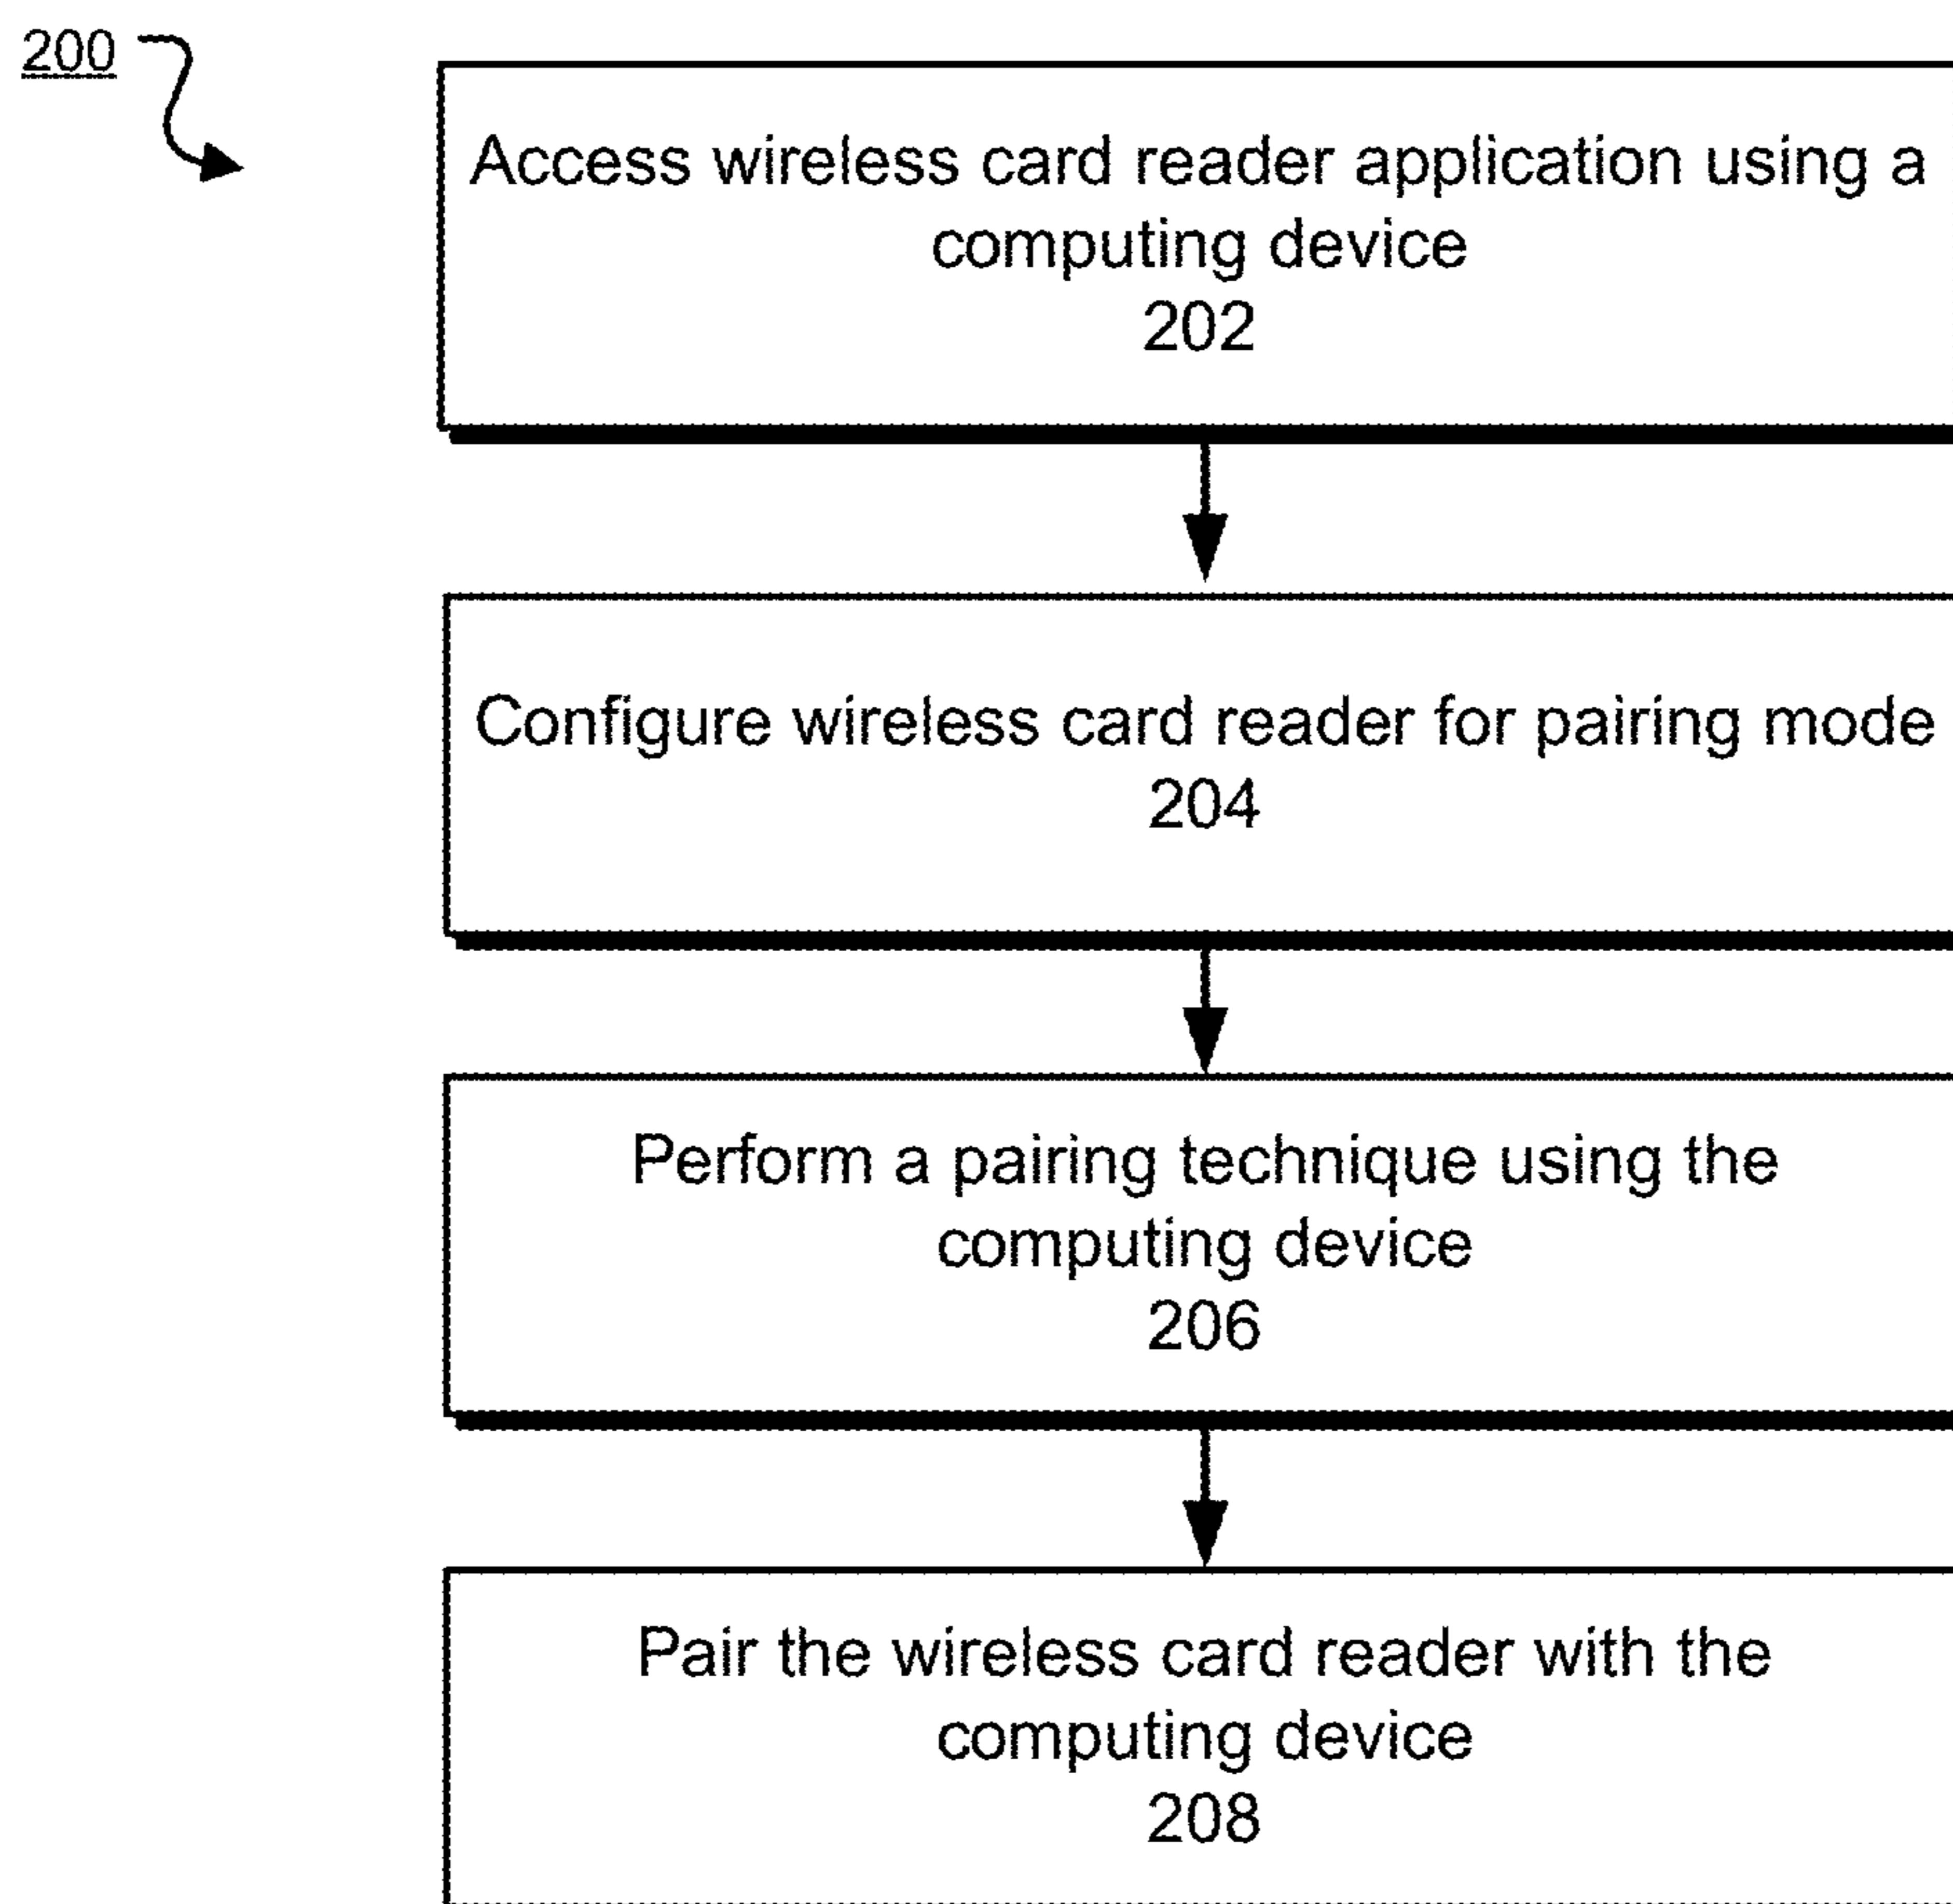 200
Access wireless card reader application using a
computing device
202
Configure wireless card reader for pairing mode
204
Perform a pairing technique using the
computing device
206
Pair the wireless card reader with the
computing device
208